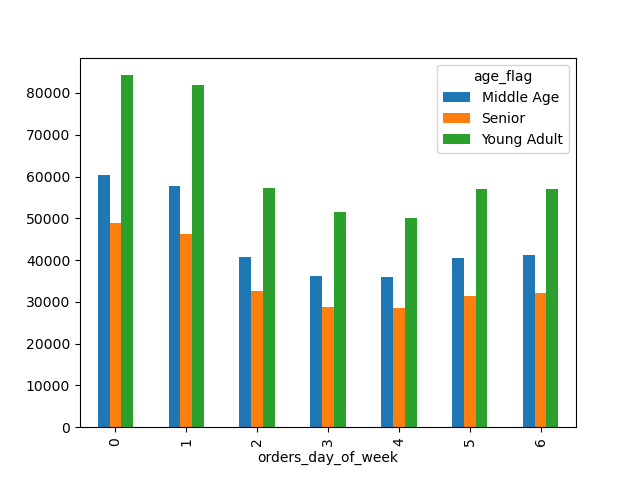 age_flag
Middle Age
Senior
Young Adult
80000
70000
60000
50000
40000
30000
20000
10000
0
0 1 2 3 4 5 6
orders_day_of_week